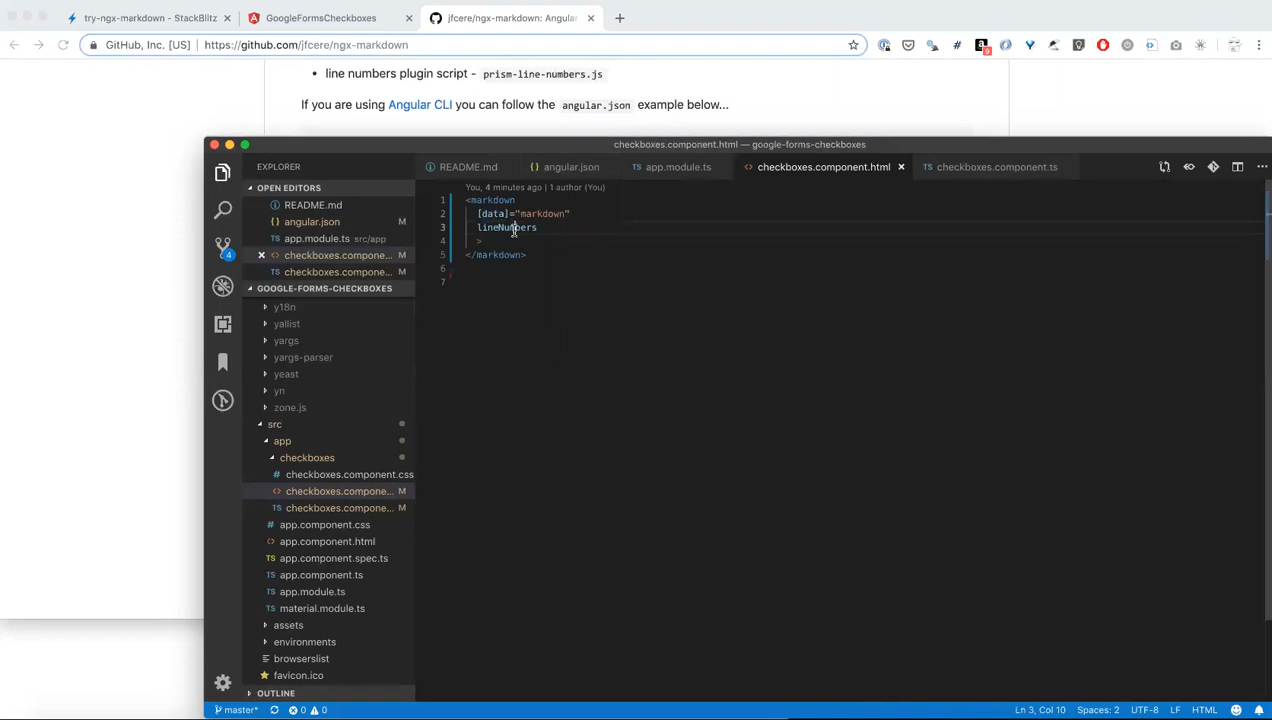 try-ngx-markdown - StackBlitz
GoogleFormsCheckboxes
jfcere/ngx-markdown: Angula
GitHub, Inc. [US]
https://github.com/jfcere/ngx-markdown
line numbers plugin script - prism-line-numbers.js
If you are using Angular CLI you can follow the angular.json example below...
checkboxes.component.html — google-forms-checkboxes
EXPLORER
README.md
angular.json
app.module.ts
checkboxes.component.html
checkboxes.component.ts
OPEN EDITORS
README.md
angular.json M
app.module.ts src/app
checkboxes.compone... M
checkboxes.compone... M
GOOGLE-FORMS-CHECKBOXES
y18n
yallist
yargs
yargs-parser
yeast
yn
zone.js
src
app
checkboxes
checkboxes.component.css
checkboxes.compone... M
checkboxes.compone... M
app.component.css
app.component.html
app.component.spec.ts
app.component.ts
app.module.ts
material.module.ts
assets
environments
browserslist
favicon.ico
OUTLINE
4
You, 4 minutes ago | 1 author (You)
1 <markdown
2 [data]="markdown"
3 lineNumbers
4 >
5 </markdown>
6
7
master*
0
0
Ln 3, Col 10
Spaces: 2
UTF-8
LF
HTML